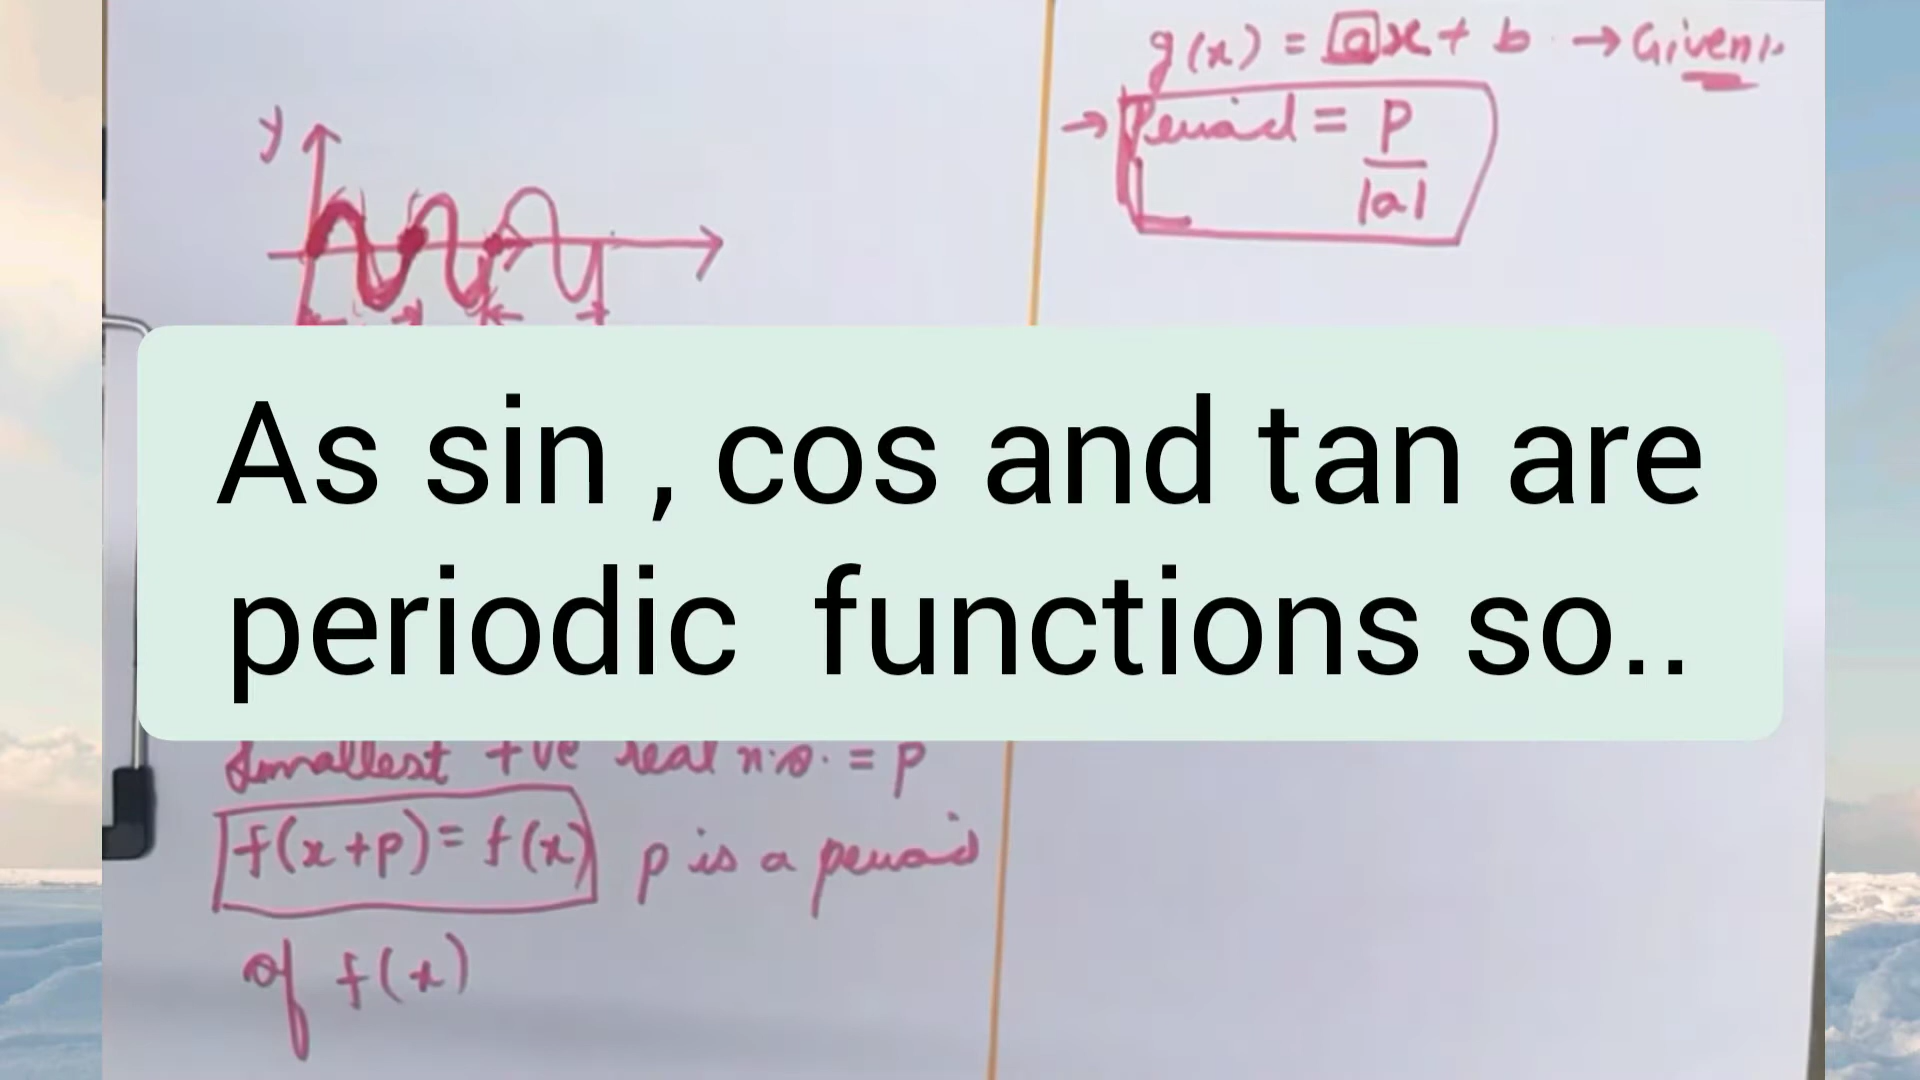 g(x) = ax + b → Given
→ Period = p
|a|
y
As sin , cos and tan are
periodic functions so..
Smallest +ve real no. = p
f(x+p) = f(x) p is a period
of f(x)